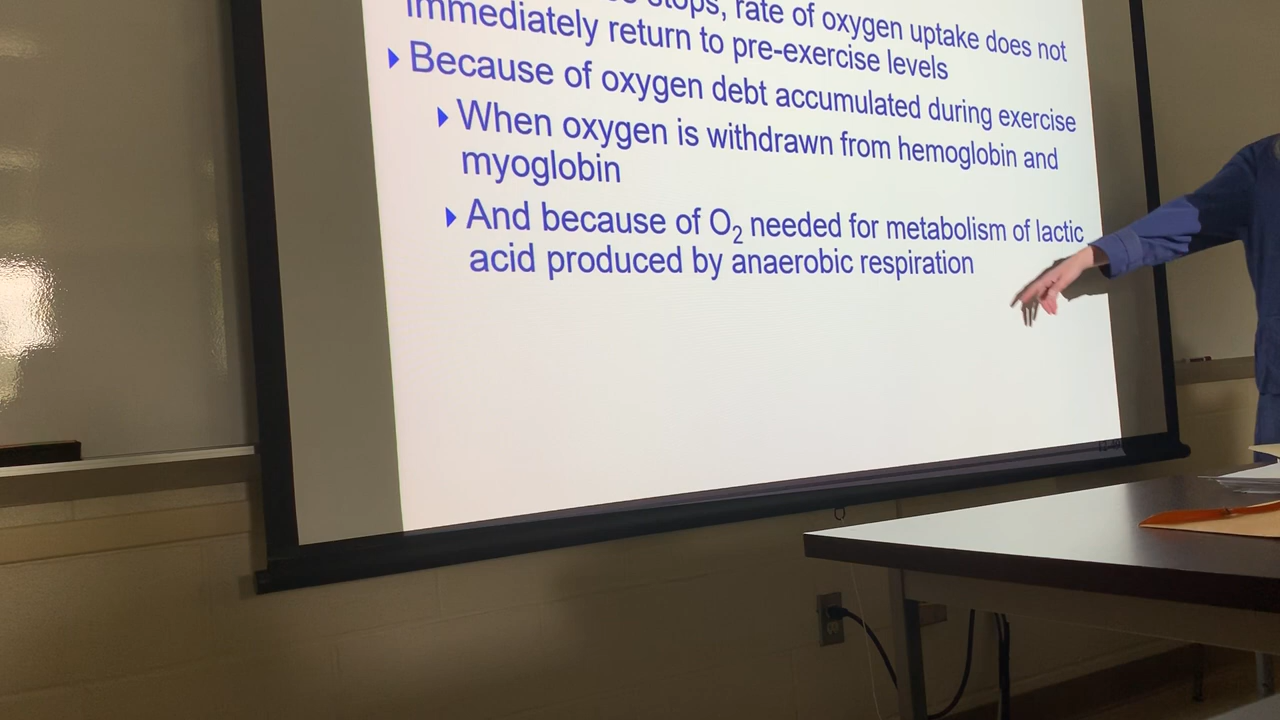 stops, rate of oxygen uptake does not
immediately return to pre-exercise levels
Because of oxygen debt accumulated during exercise
When oxygen is withdrawn from hemoglobin and
myoglobin
And because of O₂ needed for metabolism of lactic
acid produced by anaerobic respiration